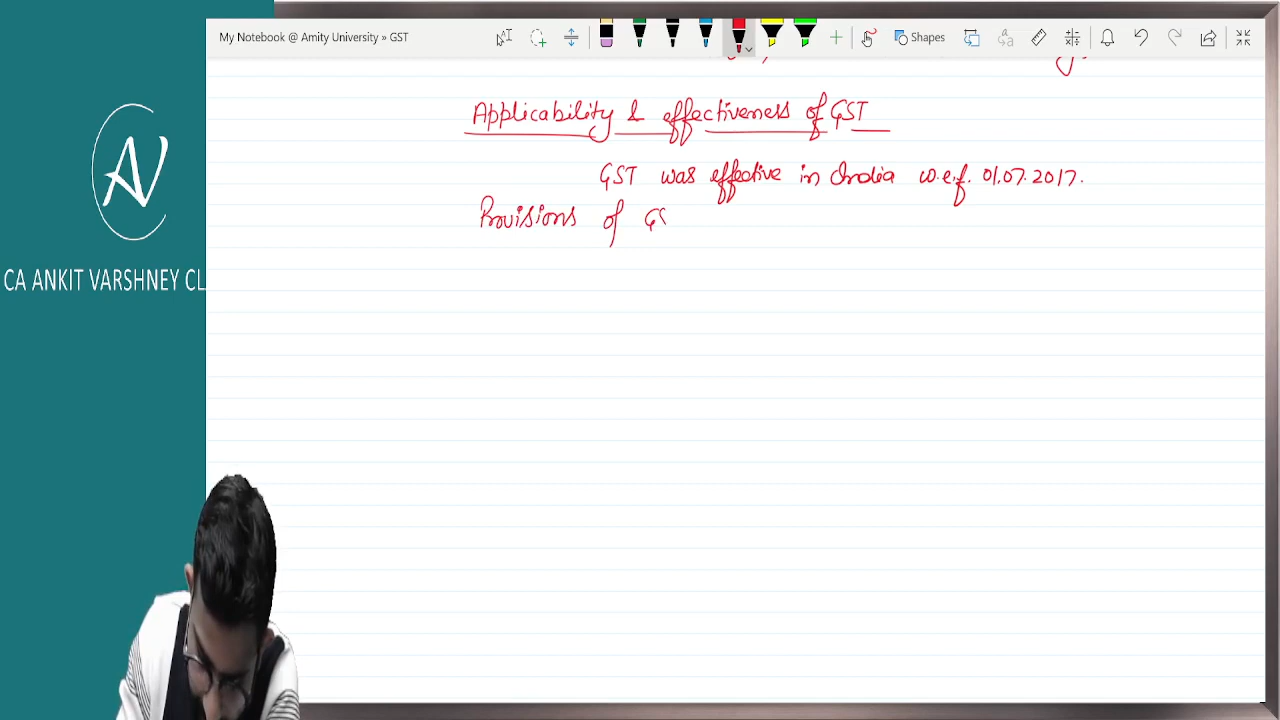 My Notebook @ Amity University » GST
Shapes
Applicability & effectiveness of GST
GST was effective in India w.e.f. 01.07.2017.
Provisions of GS
AV
CA ANKIT VARSHNEY CL